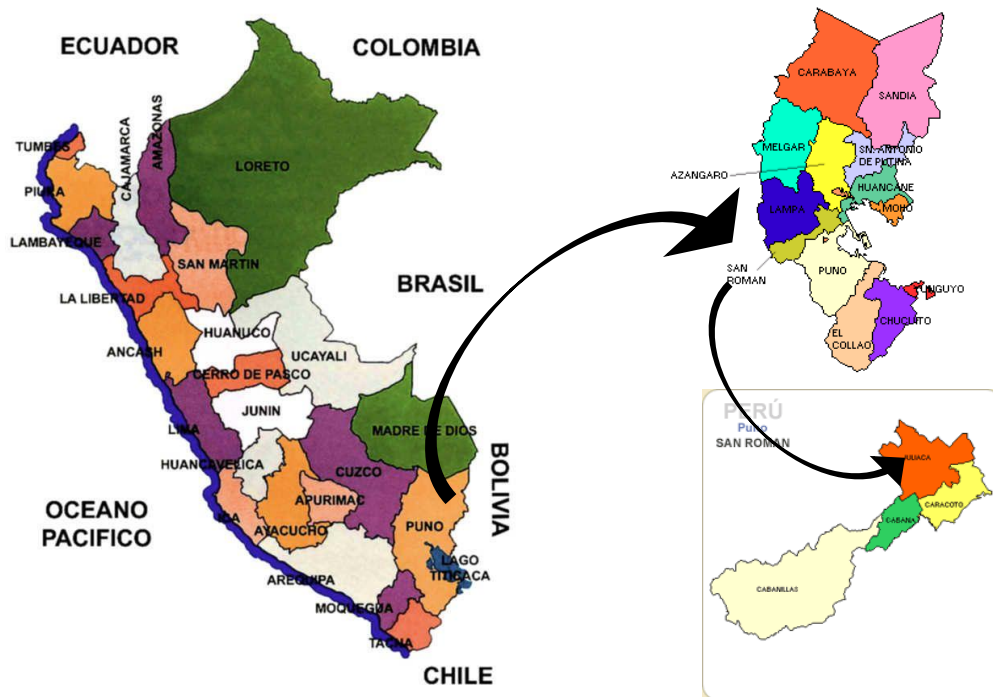 ECUADOR
COLOMBIA
TUMBES
PIURA
CAJAMARCA
AMAZONAS
LORETO
LAMBAYEQUE
SAN MARTIN
BRASIL
LA LIBERTAD
HUANUCO
ANCASH
UCAYALI
CERRO DE PASCO
JUNIN
LIMA
MADRE DE DIOS
HUANCAVELICA
CUZCO
BOLIVIA
OCEANO
PACIFICO
APURIMAC
ICA
AYACUCHO
PUNO
LAGO
TITICACA
AREQUIPA
MOQUEGUA
TACNA
CHILE
CARABAYA
SANDIA
MELGAR
SN. ANTONIO
DE PUTINA
AZANGARO
HUANCANE
LAMPA
MOHO
SAN
ROMAN
PUNO
UNGUYO
CHUCUITO
EL
COLLAO
PERÚ
Puno
SAN ROMAN
JULIACA
CARACOTO
CABANA
CABANILLAS